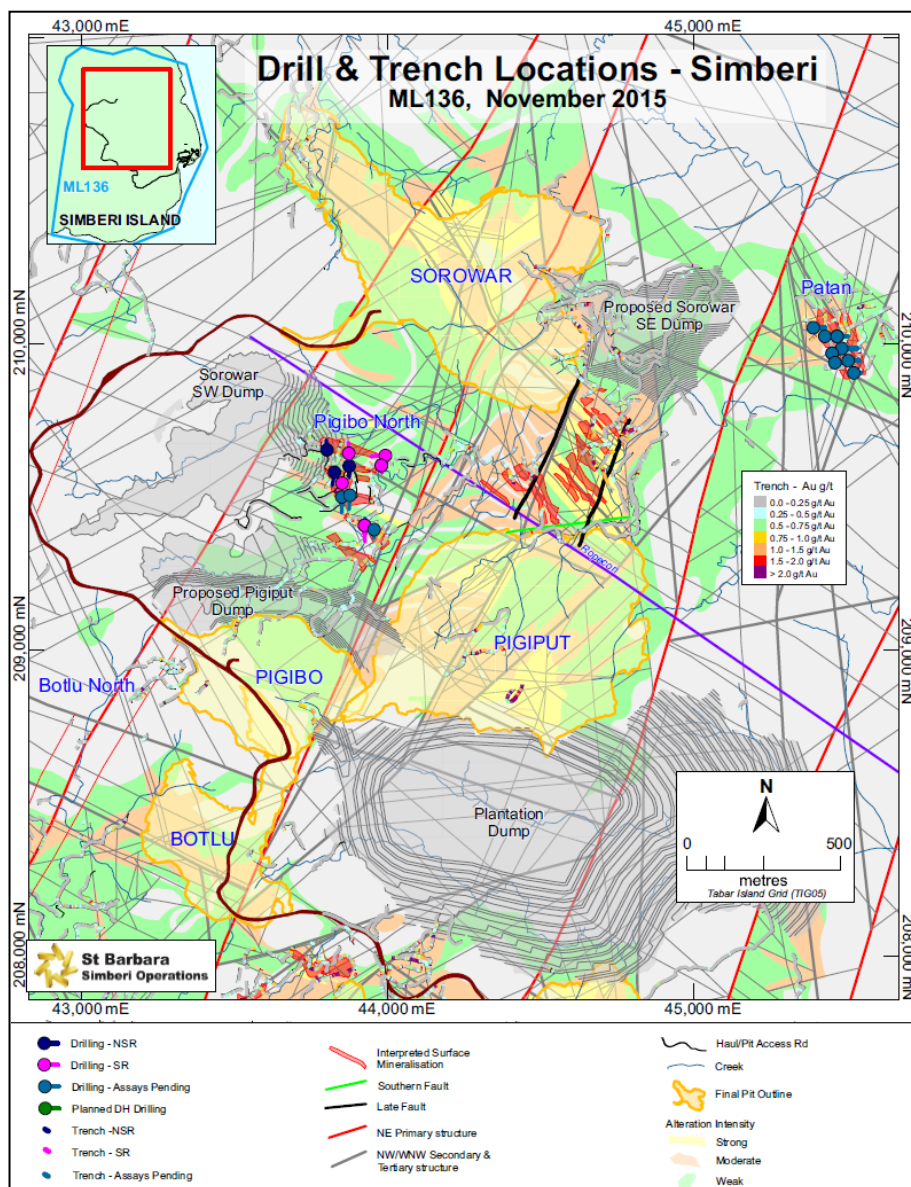 43,000 mE
45,000 mE
Drill & Trench Locations - Simberi
ML136, November 2015
ML136
SIMBERI ISLAND
SOROWAR
Patan
Proposed Sorowar
SE Dump
210,000 mN
210,000 mN
Sorowar
SW Dump
Pigibo North
Trench - Au g/t
0.0 - 0.25 g/t Au
0.25 - 0.5 g/t Au
0.5 - 0.75 g/t Au
0.75 - 1.0 g/t Au
1.0 - 1.5 g/t Au
1.5 - 2.0 g/t Au
> 2.0 g/t Au
Ropecon
Proposed Pigiput
Dump
209,000 mN
209,000 mN
PIGIPUT
PIGIBO
Botlu North
Plantation
Dump
BOTLU
N
0 500
metres
Tabar Island Grid (TIG05)
208,000 mN
208,000 mN
St Barbara
Simberi Operations
43,000 mE
44,000 mE
45,000 mE
Drilling - NSR
Drilling - SR
Drilling - Assays Pending
Planned DH Drilling
Trench -NSR
Trench - SR
Trench - Assays Pending
Interpreted Surface
Mineralisation
Southern Fault
Late Fault
NE Primary structure
NW/WNW Secondary &
Tertiary structure
Haul/Pit Access Rd
Creek
Final Pit Outline
Alteration Intensity
Strong
Moderate
Weak